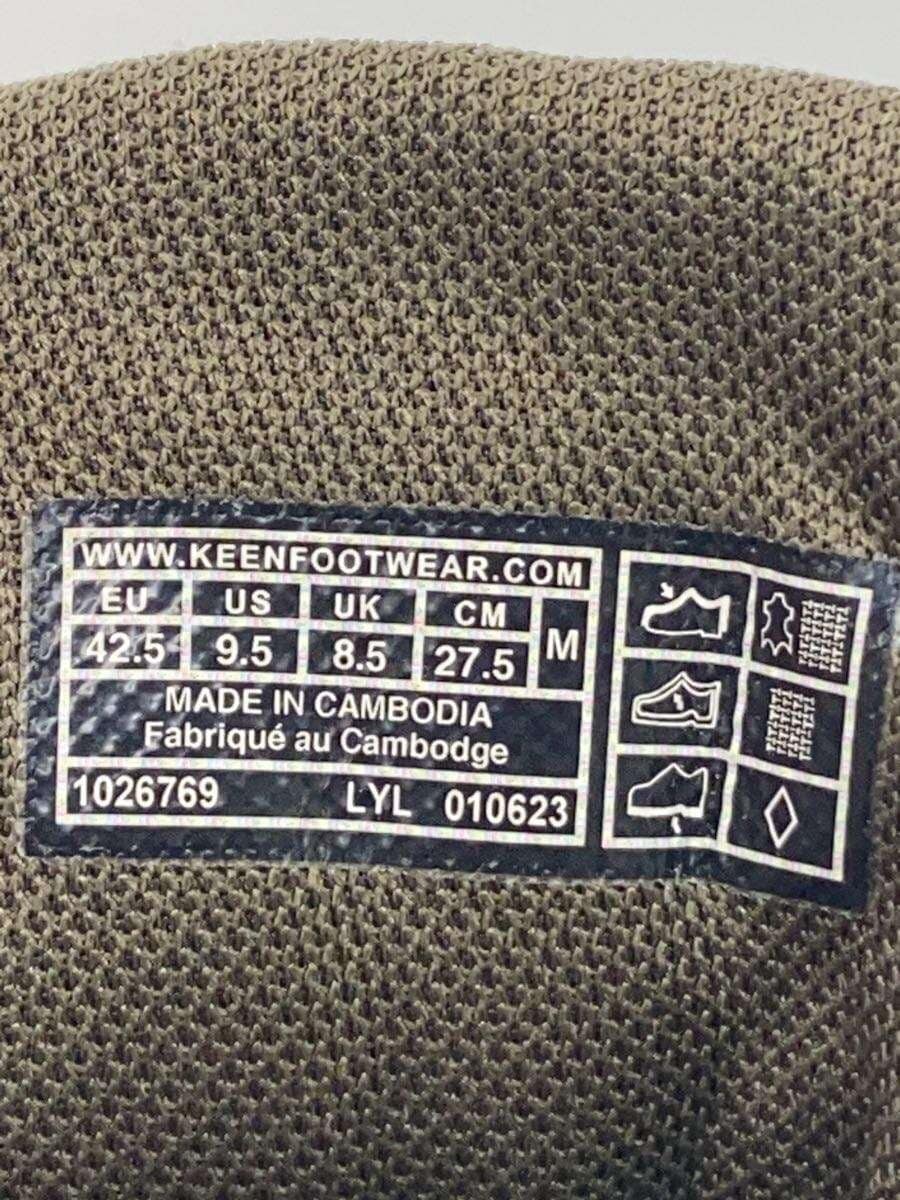 WWW.KEENFOOTWEAR.COM
EU US UK CM M
42.5 9.5 8.5 27.5
MADE IN CAMBODIA
Fabriqué au Cambodge
1026769 LYL 010623